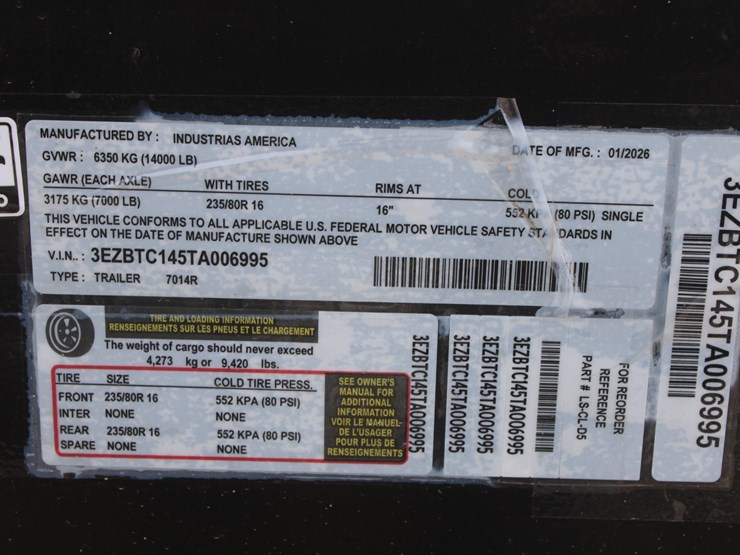 MANUFACTURED BY : INDUSTRIAS AMERICA
DATE OF MFG. : 01/2026
GVWR : 6350 KG (14000 LB)
GAWR (EACH AXLE) WITH TIRES RIMS AT COLD
3175 KG (7000 LB) 235/80R 16 16" 552 KPA (80 PSI) SINGLE
THIS VEHICLE CONFORMS TO ALL APPLICABLE U.S. FEDERAL MOTOR VEHICLE SAFETY STANDARDS IN
EFFECT ON THE DATE OF MANUFACTURE SHOWN ABOVE
V.I.N.. : 3EZBTC145TA006995
TYPE : TRAILER 7014R
TIRE AND LOADING INFORMATION
RENSEIGNEMENTS SUR LES PNEUS ET LE CHARGEMENT
The weight of cargo should never exceed
4,273 kg or 9,420 lbs.
TIRE SIZE COLD TIRE PRESS.
FRONT 235/80R 16 552 KPA (80 PSI)
INTER NONE NONE
REAR 235/80R 16 552 KPA (80 PSI)
SPARE NONE NONE
SEE OWNER'S
MANUAL FOR
ADDITIONAL
INFORMATION
VOIR LE MANUEL
DE L'USAGER
POUR PLUS DE
RENSEIGNEMENTS
3EZBTC145TA006995
3EZBTC145TA006995
3EZBTC145TA006995
3EZBTC145TA006995
FOR REORDER
REFERENCE
PART # LS-QL-D5
3EZBTC145TA006995